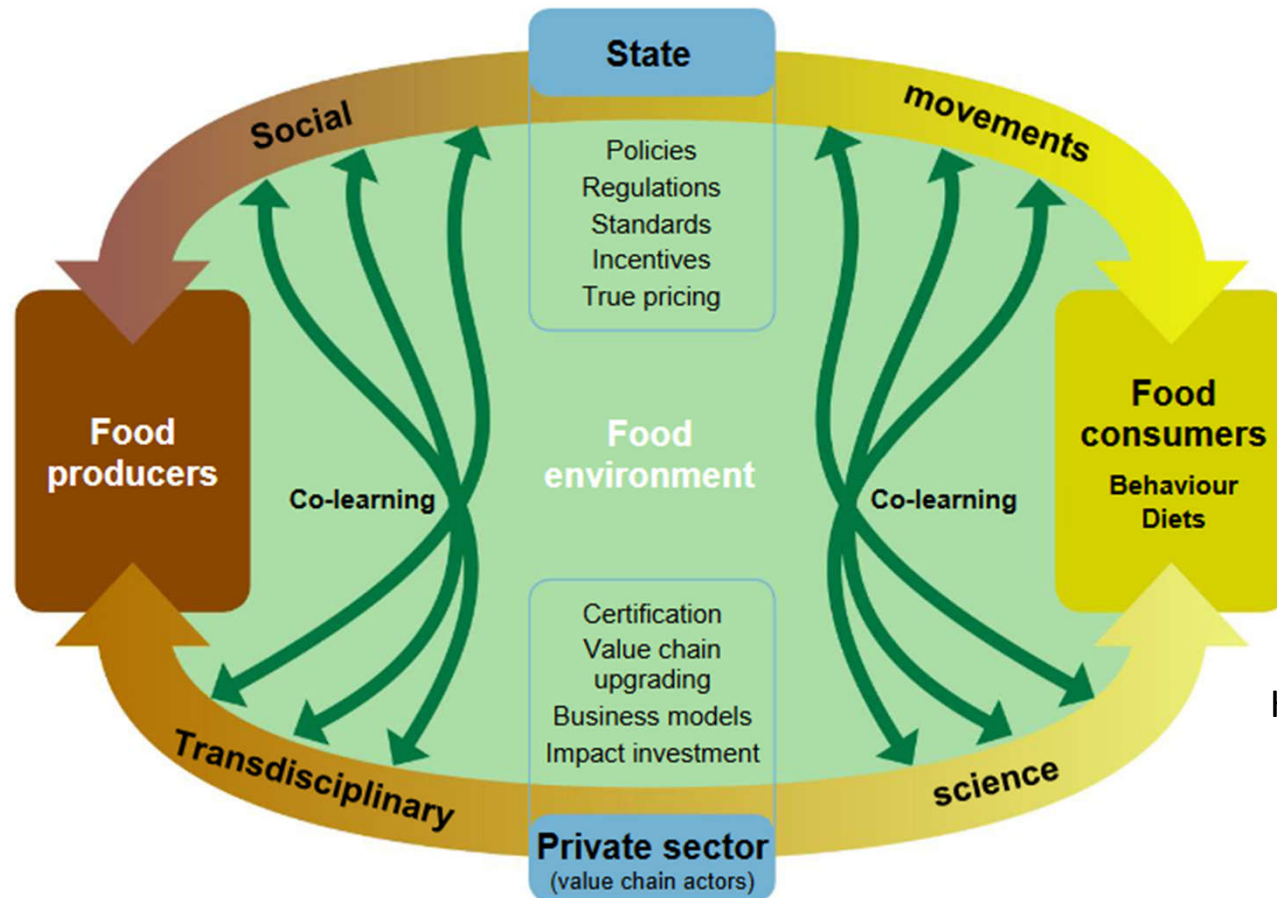 State
Social
movements
Policies
Regulations
Standards
Incentives
True pricing
Food
producers
Food
environment
Food
consumers
Behaviour
Diets
Co-learning
Co-learning
Certification
Value chain
upgrading
Business models
Impact investment
Transdisciplinary
science
Private sector
(value chain actors)